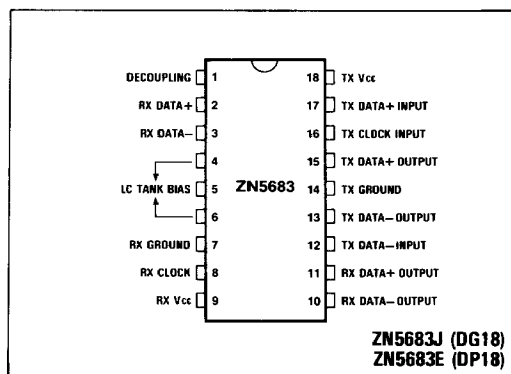 DECOUPLING 1 18 TX Vcc
RX DATA+ 2 17 TX DATA+ INPUT
RX DATA− 3 16 TX CLOCK INPUT
4 15 TX DATA+ OUTPUT
LC TANK BIAS 5 ZN5683 14 TX GROUND
6 13 TX DATA− OUTPUT
RX GROUND 7 12 TX DATA−INPUT
RX CLOCK 8 11 RX DATA+ OUTPUT
RX Vcc 9 10 RX DATA−OUTPUT
ZN5683J (DG18)
ZN5683E (DP18)